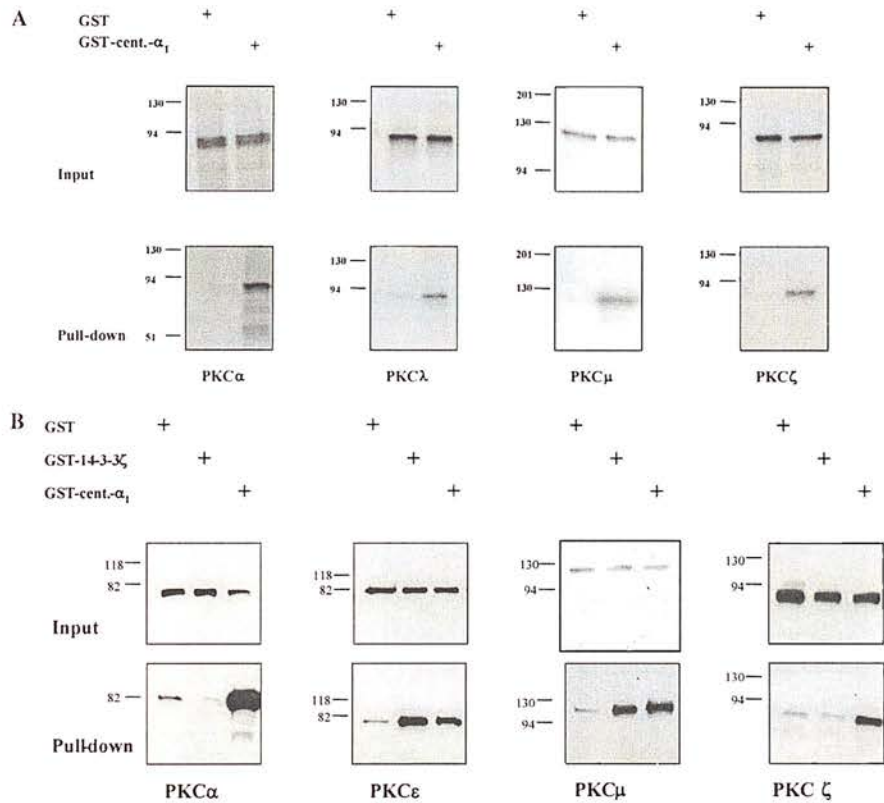 A
GST + + + +
GST-cent.-α1 + + + +
130 130 201 130
94 94 130 94
94
Input
130 130 201 130
94 94 130 94
51
Pull-down
PKCα PKCλ PKCμ PKCζ
B GST + + + +
GST-14-3-3ζ + + + +
GST-cent.-α1 + + + +
118 118 130 130
82 82 94 94
Input
82 118 130 130
82 94 94
Pull-down
PKCα PKCε PKCμ PKC ζ